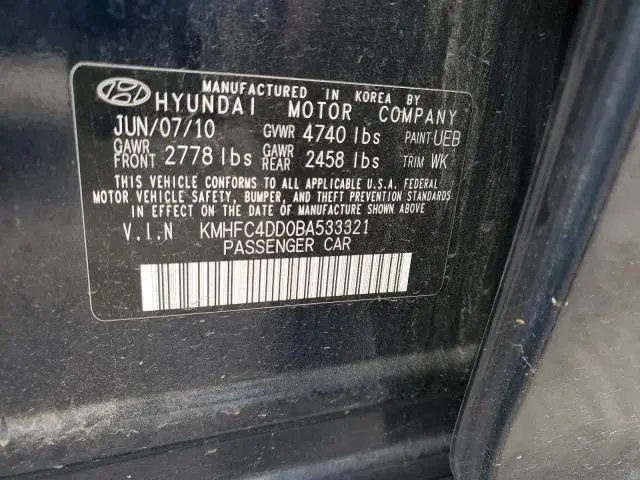 MANUFACTURED IN KOREA BY
HYUNDAI MOTOR COMPANY
JUN/07/10 GVWR 4740 lbs PAINT UEB
GAWR FRONT 2778 lbs GAWR REAR 2458 lbs TRIM WK
THIS VEHICLE CONFORMS TO ALL APPLICABLE U.S.A. FEDERAL
MOTOR VEHICLE SAFETY, BUMPER, AND THEFT PREVENTION STANDARDS
IN EFFECT ON THE DATE OF MANUFACTURE SHOWN ABOVE
V.I.N KMHFC4DD0BA533321
PASSENGER CAR